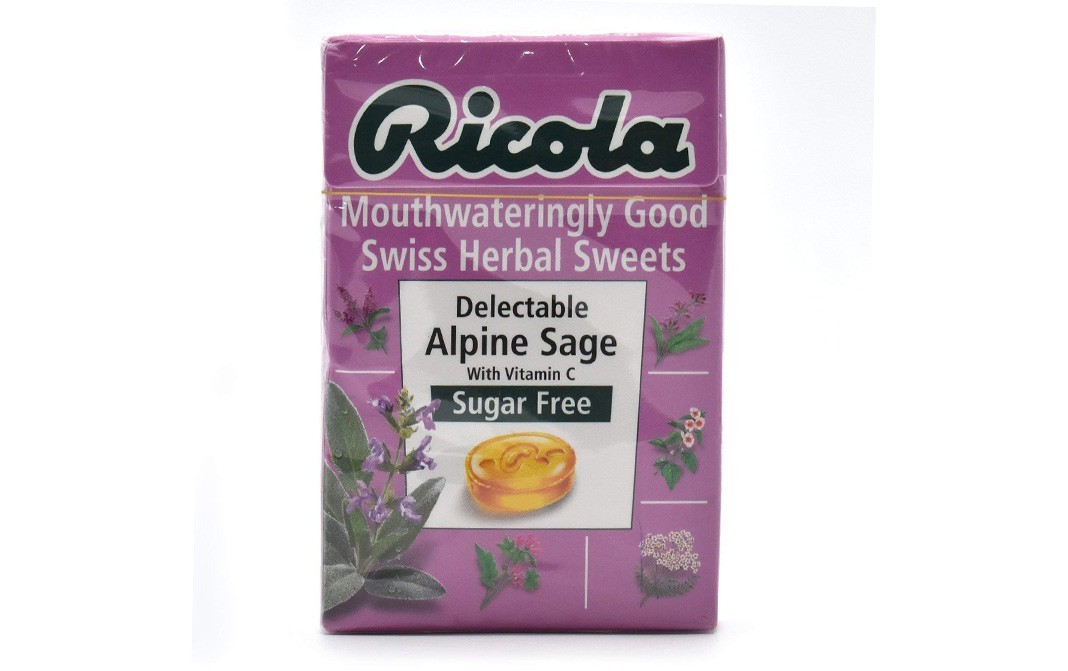 Ricola
Mouthwateringly Good
Swiss Herbal Sweets
Delectable
Alpine Sage
With Vitamin C
Sugar Free